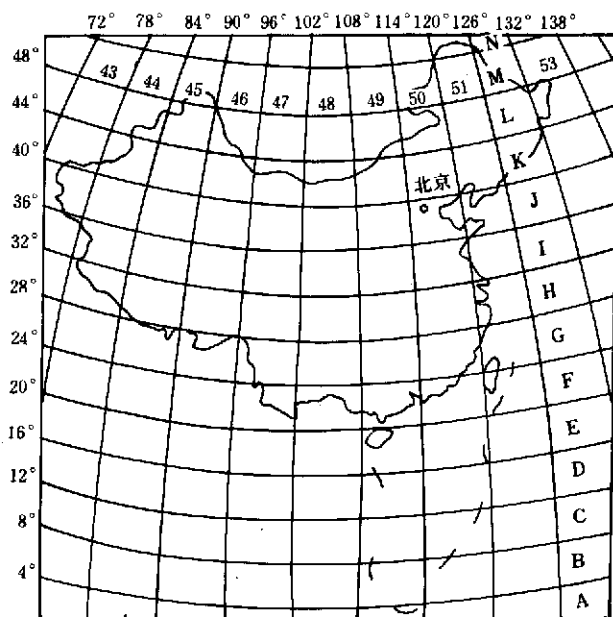 72° 78° 84° 90° 96° 102° 108° 114° 120° 126° 132° 138°
48° N
43 44 45 46 47 48 49 50 51 M 53
44° L
40° K
北京
36° J
32° I
28° H
24° G
20° F
16° E
12° D
8° C
4° B
A